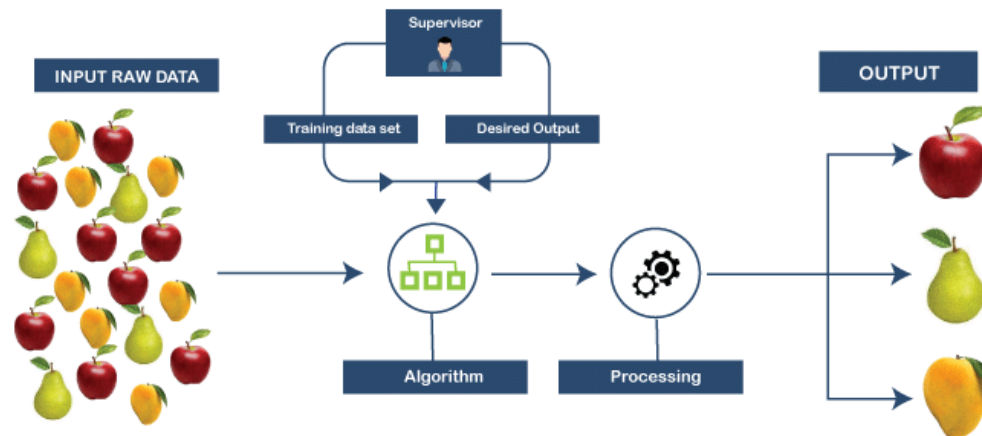 Supervisor
INPUT RAW DATA
OUTPUT
Training data set
Desired Output
Algorithm
Processing